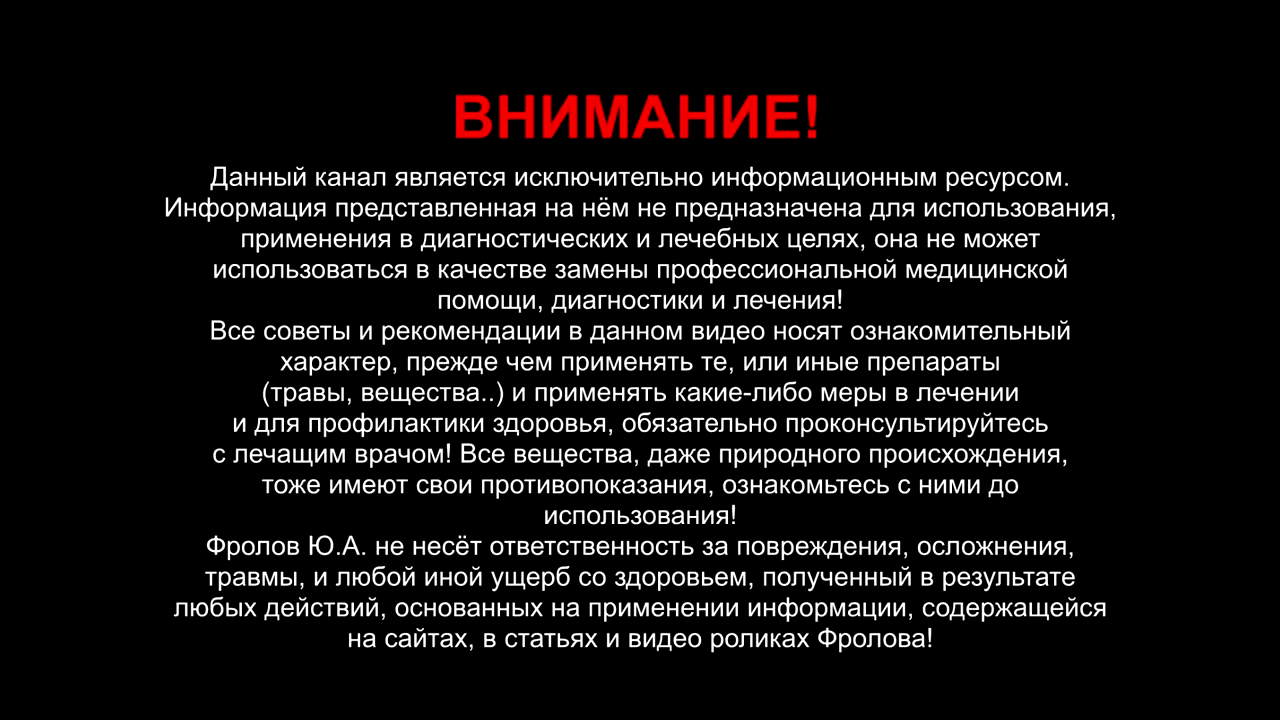 ВНИМАНИЕ!
Данный канал является исключительно информационным ресурсом.
Информация представленная на нём не предназначена для использования,
применения в диагностических и лечебных целях, она не может
использоваться в качестве замены профессиональной медицинской
помощи, диагностики и лечения!
Все советы и рекомендации в данном видео носят ознакомительный
характер, прежде чем применять те, или иные препараты
(травы, вещества..) и применять какие-либо меры в лечении
и для профилактики здоровья, обязательно проконсультируйтесь
с лечащим врачом! Все вещества, даже природного происхождения,
тоже имеют свои противопоказания, ознакомьтесь с ними до
использования!
Фролов Ю.А. не несёт ответственность за повреждения, осложнения,
травмы, и любой иной ущерб со здоровьем, полученный в результате
любых действий, основанных на применении информации, содержащейся
на сайтах, в статьях и видео роликах Фролова!